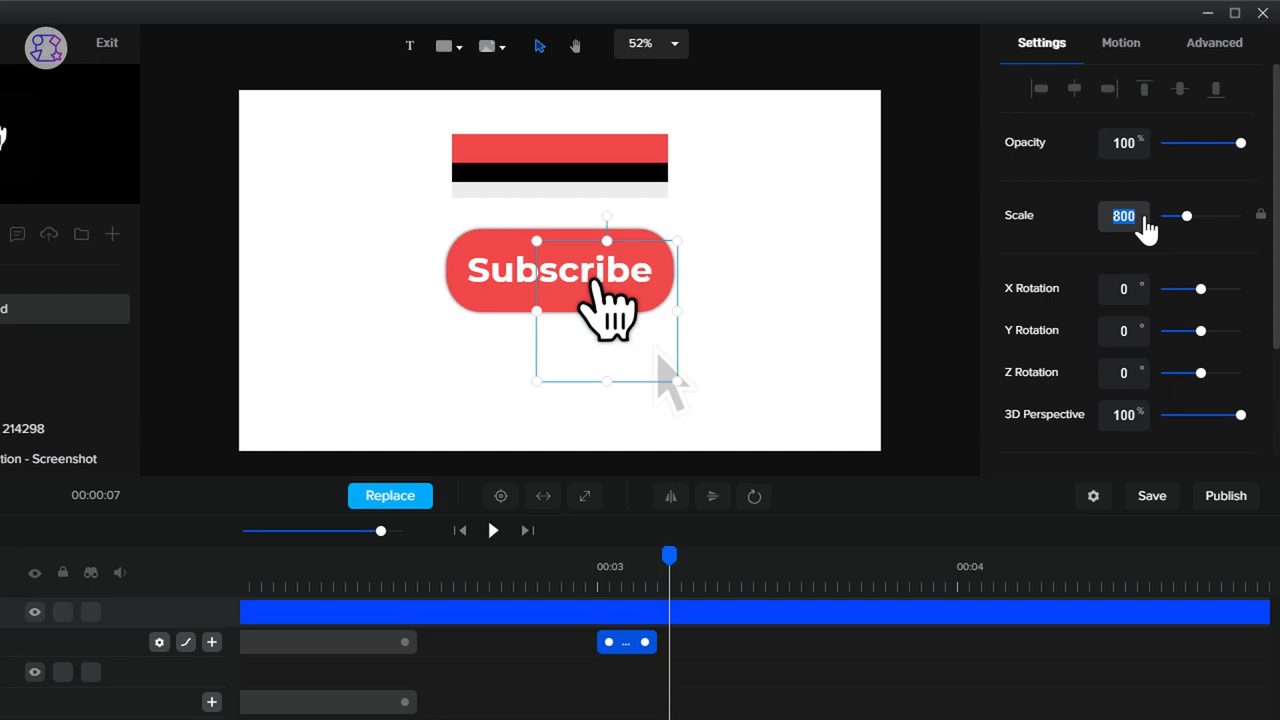 Exit
T
52%
Settings
Motion
Advanced
Opacity
100 %
Scale
800
X Rotation
0 °
Y Rotation
0 °
Z Rotation
0 °
3D Perspective
100 %
Subscribe
d
214298
tion - Screenshot
00:00:07
Replace
Save
Publish
00:03
00:04
...